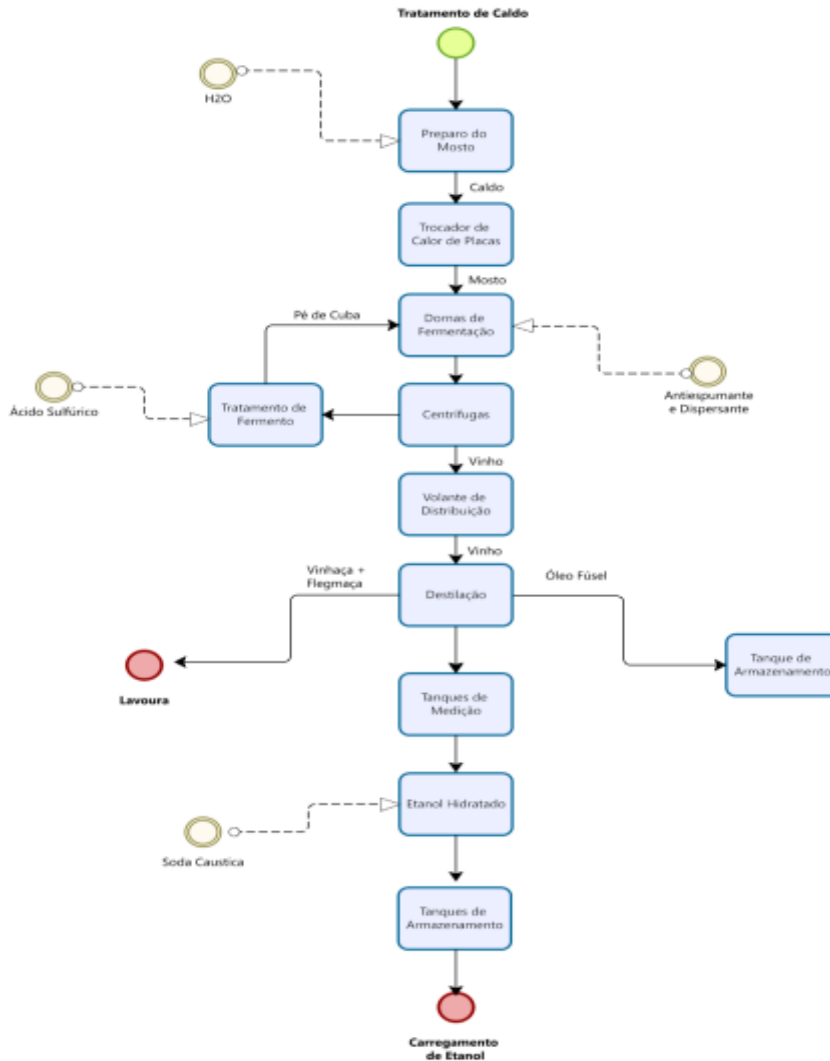 Tratamento de Caldo
H2O
Preparo do
Mosto
Caldo
Trocador de
Calor de Placas
Mosto
Pé de Cuba
Dornas de
Fermentação
Ácido Sulfúrico
Tratamento de
Fermento
Centrífugas
Antiespumante
e Dispersante
Vinho
Volante de
Distribuição
Vinho
Vinhaça +
Flegmaça
Destilação
Óleo Fúsel
Lavoura
Tanque de
Armazenamento
Tanques de
Medição
Etanol Hidratado
Soda Caustica
Tanques de
Armazenamento
Carregamento
de Etanol